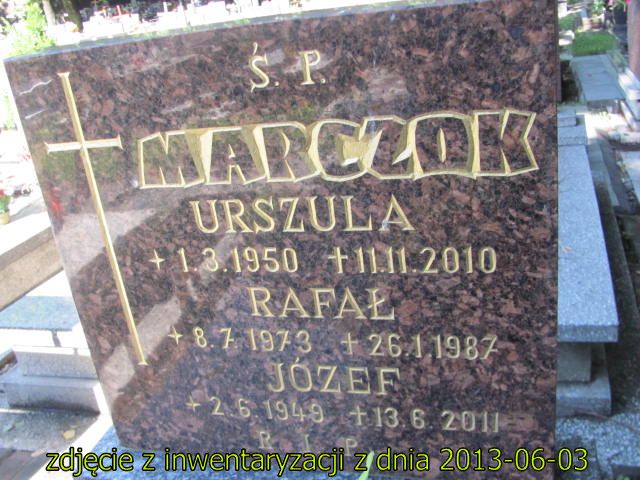 Ś. P.
MARCZOK
URSZULA
+ 1.3.1950 +11.11.2010
RAFAŁ
+ 8.7.1973 + 26.1.1987
JÓZEF
+ 2.6.1949 +13 6 2011
R I P
zdjęcie z inwentaryzacji z dnia 2013-06-03